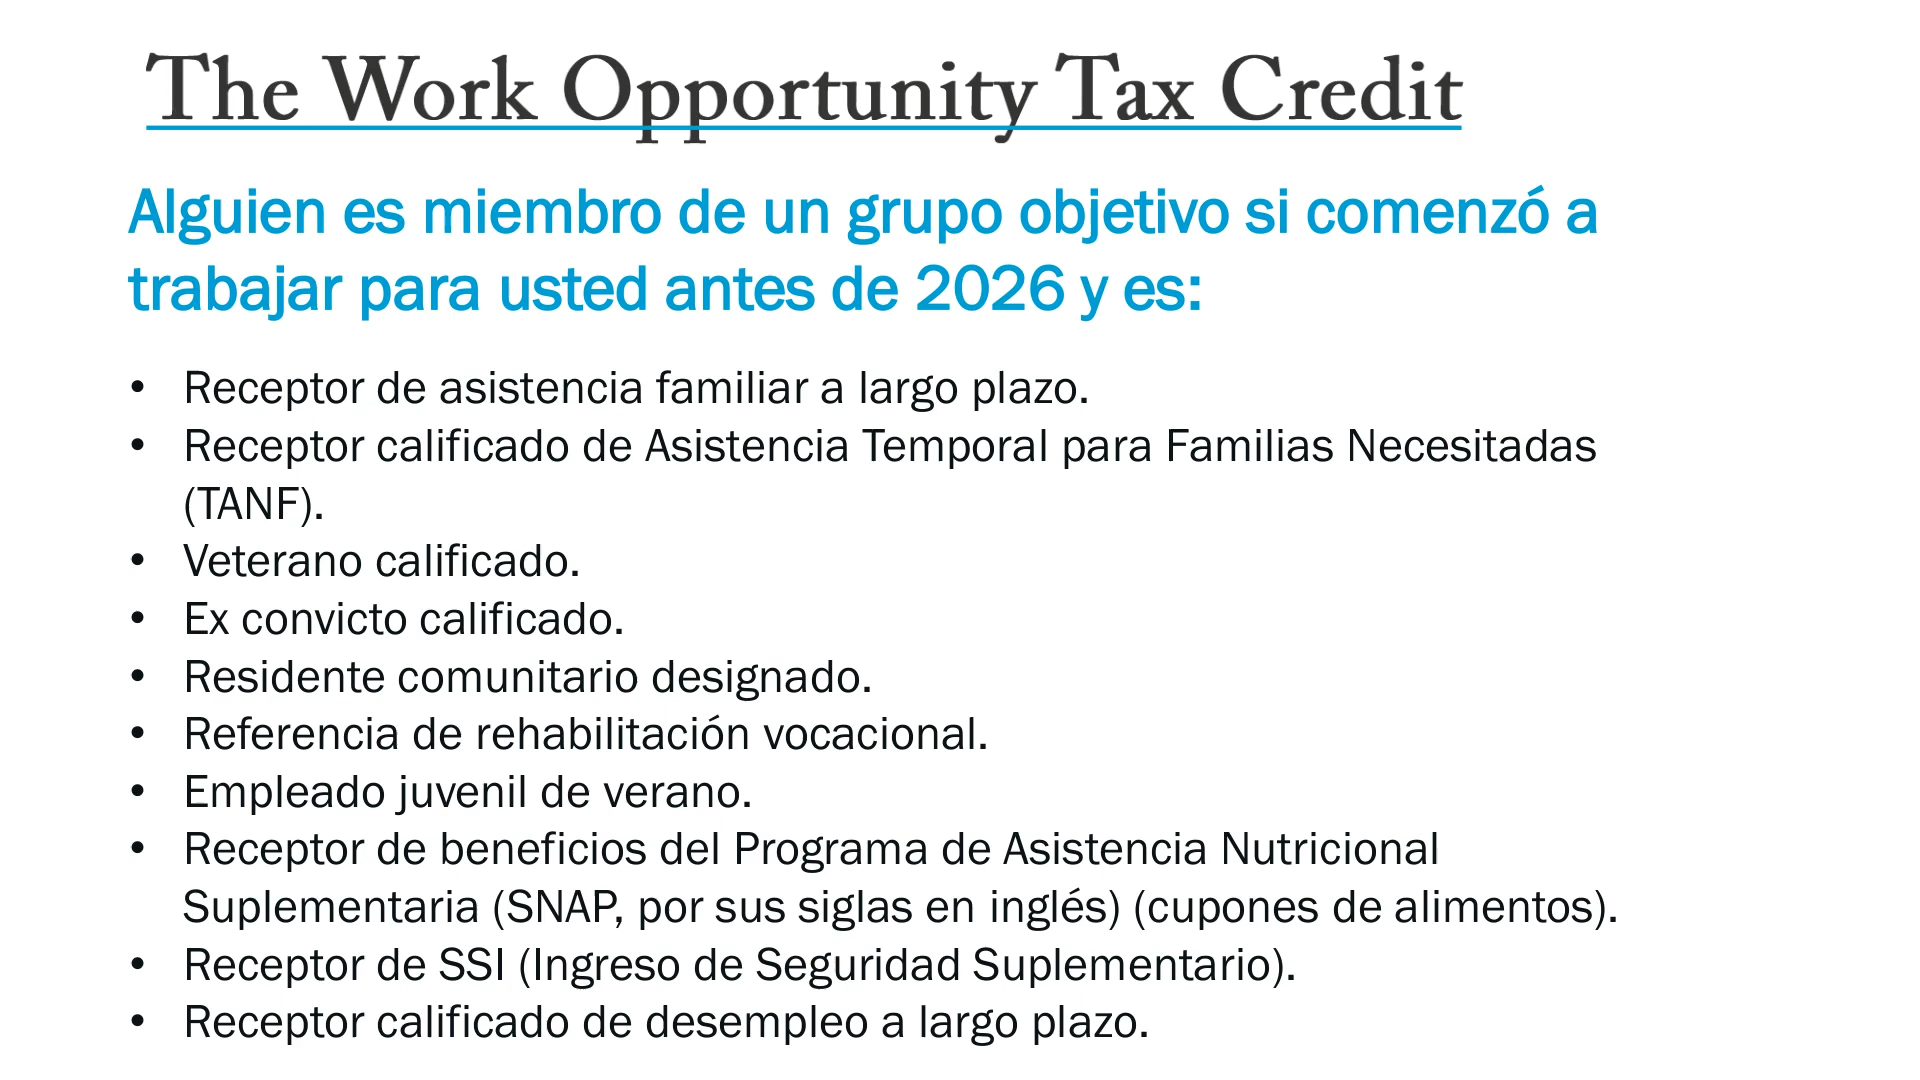 The Work Opportunity Tax Credit
Alguien es miembro de un grupo objetivo si comenzó a
trabajar para usted antes de 2026 y es:
• Receptor de asistencia familiar a largo plazo.
• Receptor calificado de Asistencia Temporal para Familias Necesitadas
(TANF).
• Veterano calificado.
• Ex convicto calificado.
• Residente comunitario designado.
• Referencia de rehabilitación vocacional.
• Empleado juvenil de verano.
• Receptor de beneficios del Programa de Asistencia Nutricional
Suplementaria (SNAP, por sus siglas en inglés) (cupones de alimentos).
• Receptor de SSI (Ingreso de Seguridad Suplementario).
• Receptor calificado de desempleo a largo plazo.